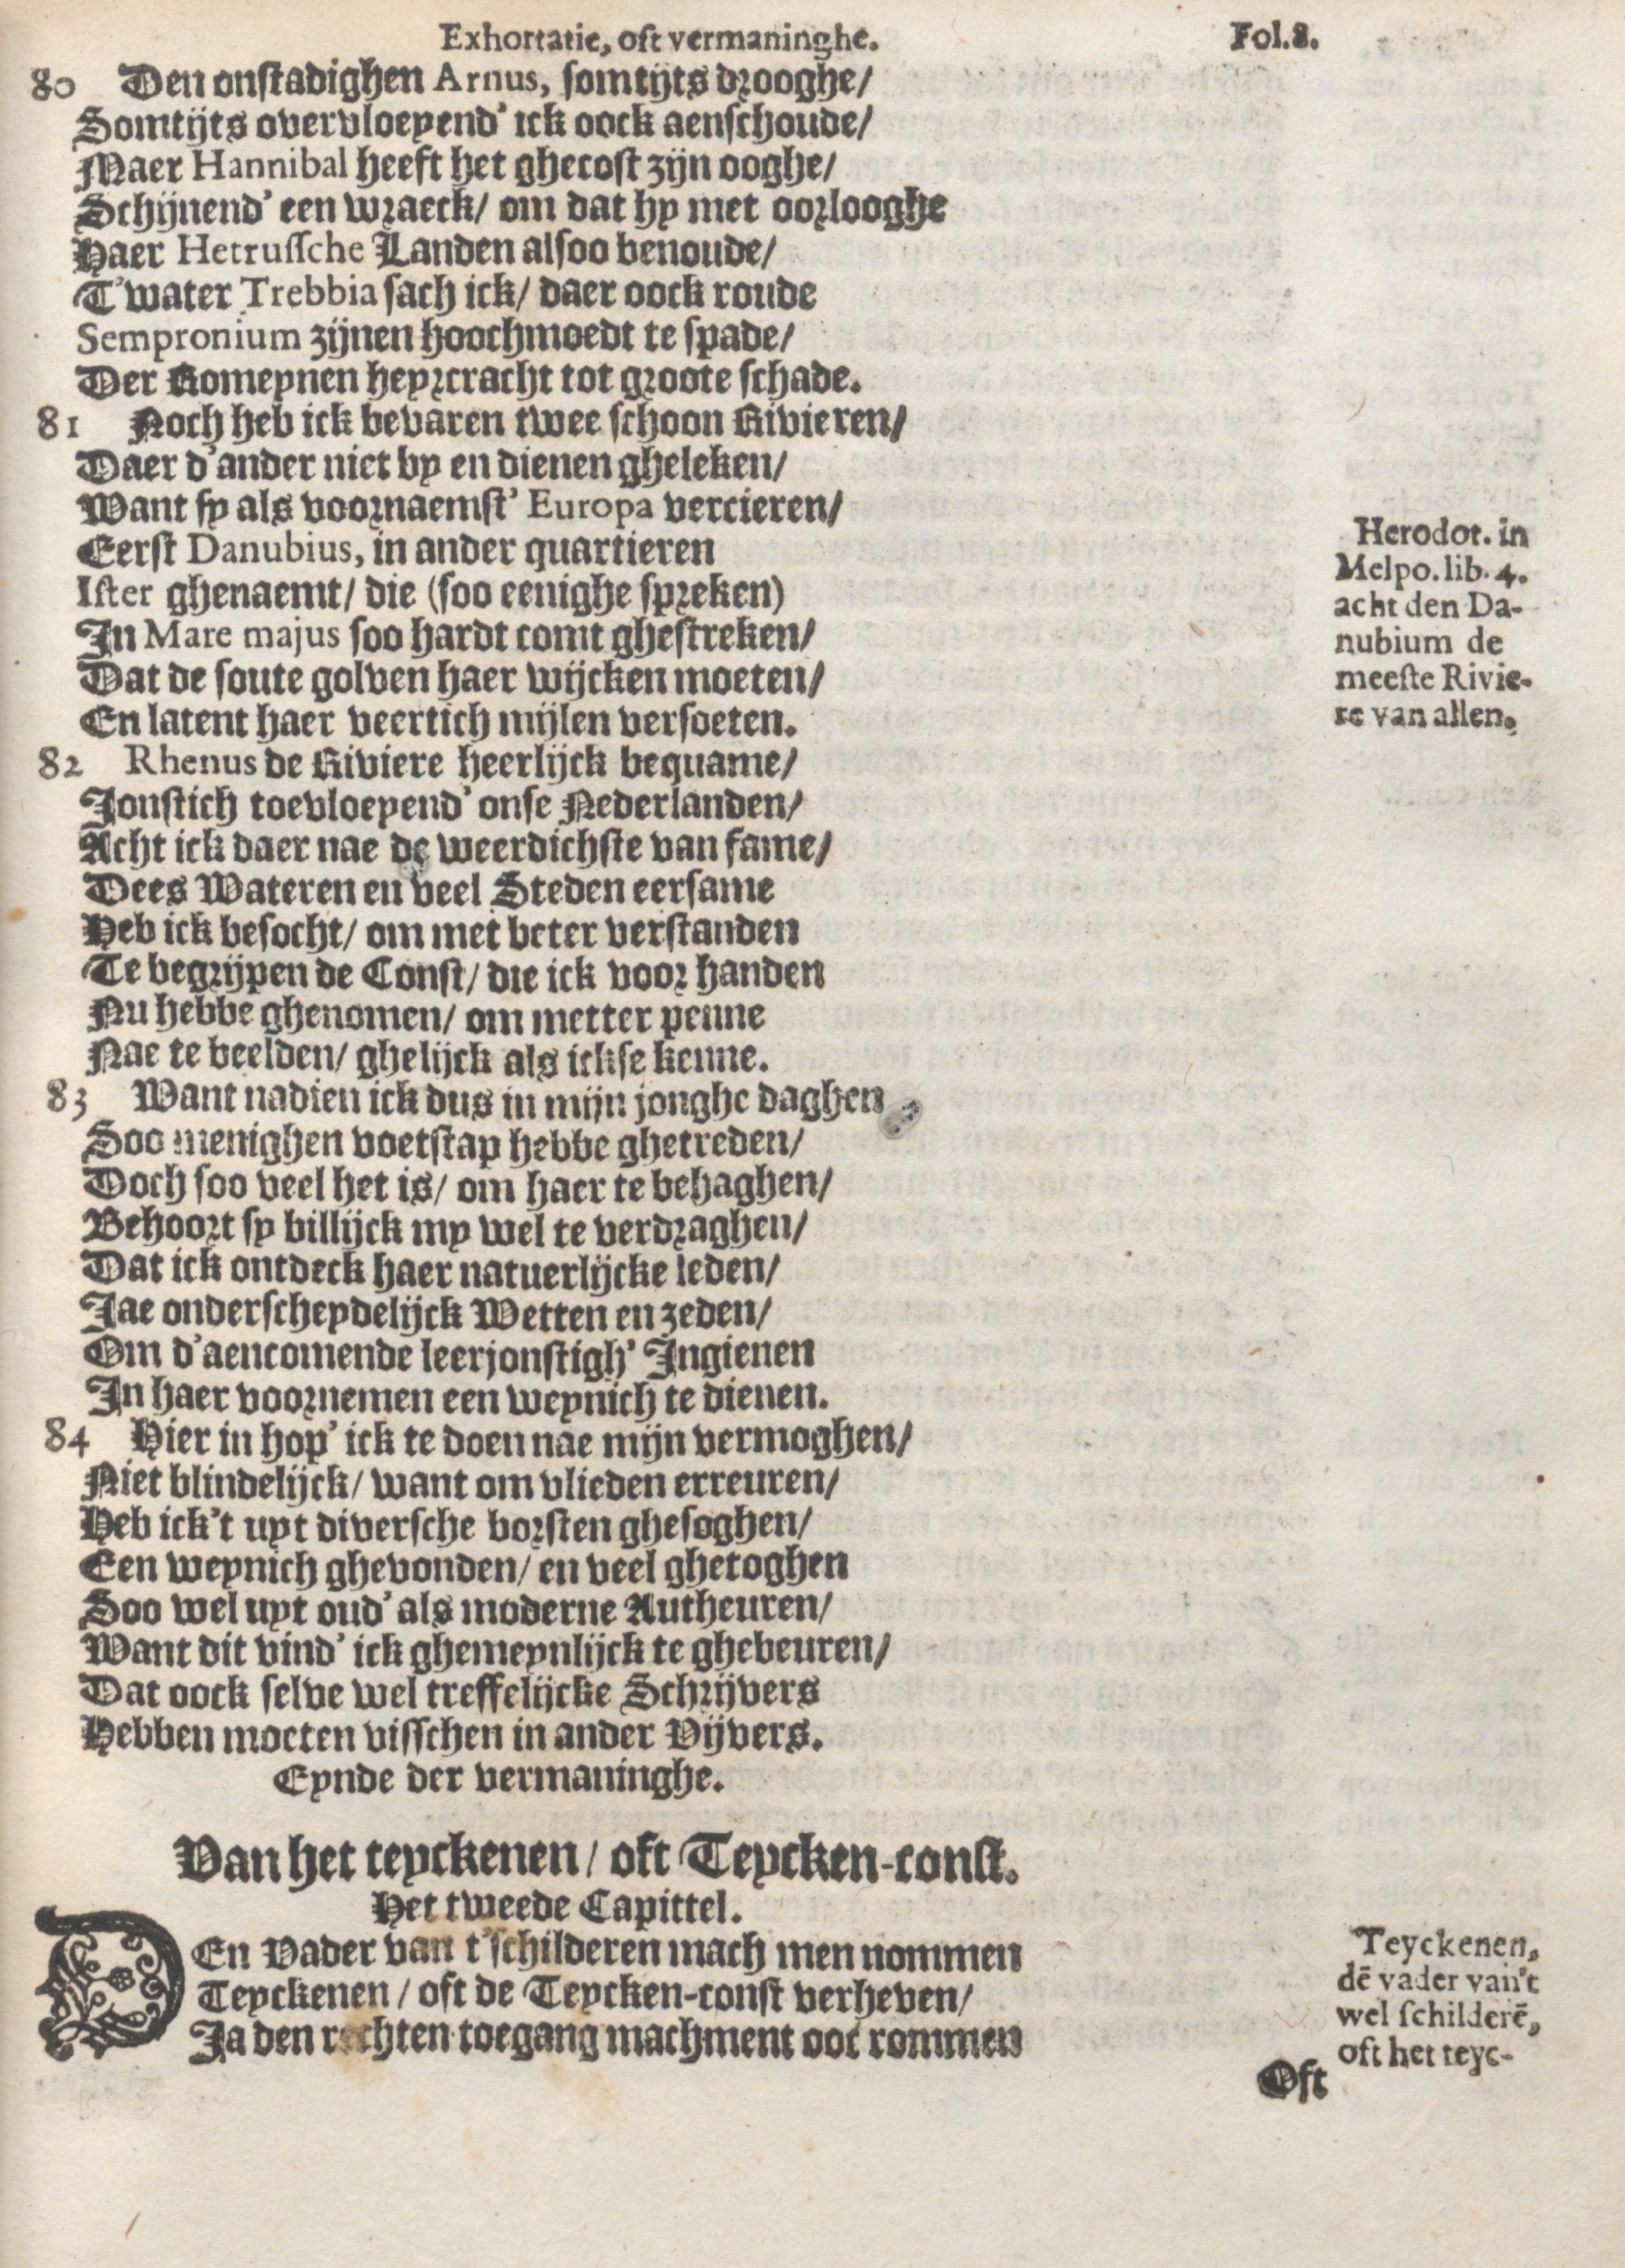 Exhortatie, oft vermaninghe. Fol. 8.
80 Den onstadighen Arnus, somtijts drooghe/
Somtijts overvloeyend' ick oock aenschoude/
Maer Hannibal heeft het ghecost zijn ooghe/
Schijnend' een wraeck/ om dat hy met oorlooghe
Haer Hetrussche Landen alsoo benoude/
T'water Trebbia sach ick/ daer oock roude
Sempronium zijnen hoochmoedt te spade/
Der Romeynen heyrcracht tot groote schade.
81 Noch heb ick bevaren twee schoon Rivieren/
Daer d'ander niet by en dienen gheleken/
Want sy als voornaemst' Europa vercieren/
Eerst Danubius, in ander quartieren
Ister ghenaemt/ die (soo eenighe spreken)
In Mare majus soo hardt comt ghestreken/
Dat de soute golven haer wijcken moeten/
En latent haer veertich mijlen versoeten.
Herodot. in
Melpo. lib. 4.
acht den Da-
nubium de
meeste Rivie-
re van allen.
82 Rhenus de Riviere heerlijck bequame/
Jonstich toevloeyend' onse Nederlanden/
Acht ick daer nae de weerdichste van fame/
Dees Wateren en veel Steden eersame
Heb ick besocht/ om met beter verstanden
Te begrijpen de Const/ die ick voor handen
Nu hebbe ghenomen/ om metter penne
Nae te beelden/ ghelijck als ickse kenne.
83 Want nadien ick dus in mijn jonghe daghen
Soo menighen voetstap hebbe ghetreden/
Doch soo veel het is/ om haer te behaghen/
Behoort sy billijck my wel te verdraghen/
Dat ick ontdeck haer natuerlijcke leden/
Jae onderscheydelijck Wetten en zeden/
Om d'aencomende leerjonstigh' Ingienen
In haer voornemen een weynich te dienen.
84 Hier in hop' ick te doen nae mijn vermoghen/
Niet blindelijck/ want om vlieden erreuren/
Heb ick't uyt diversche borsten ghesoghen/
Een weynich ghevonden/ en veel ghetoghen
Soo wel uyt oud' als moderne Autheuren/
Want dit vind' ick ghemeynlijck te ghebeuren/
Dat oock selve wel treffelijcke Schrijvers
Hebben moeten visschen in ander Vijvers.
Eynde der vermaninghe.
Van het teyckenen/ oft Teycken-const.
Het tweede Capittel.
DEn Vader van t'schilderen mach men nommen
Teyckenen/ oft de Teycken-const verheven/
Ja den rechten toegang machment ooc rommen
Teyckenen,
dē vader van't
wel schilderē,
oft het teyc-
Oft